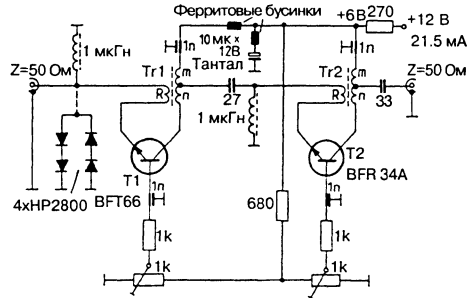 Ферритовые бусинки
+6В 270
+12 В
21.5 мА
10 мк ×
12В
Тантал
1n
1n
1 мкГн
Z=50 Ом
Tr1
m
R
n
27
1 мкГн
Tr2
m
R
n
33
Z=50 Ом
T1
T2
BFR 34A
4xHP2800
BFT66
1n
680
1n
1k
1k
1k
1k